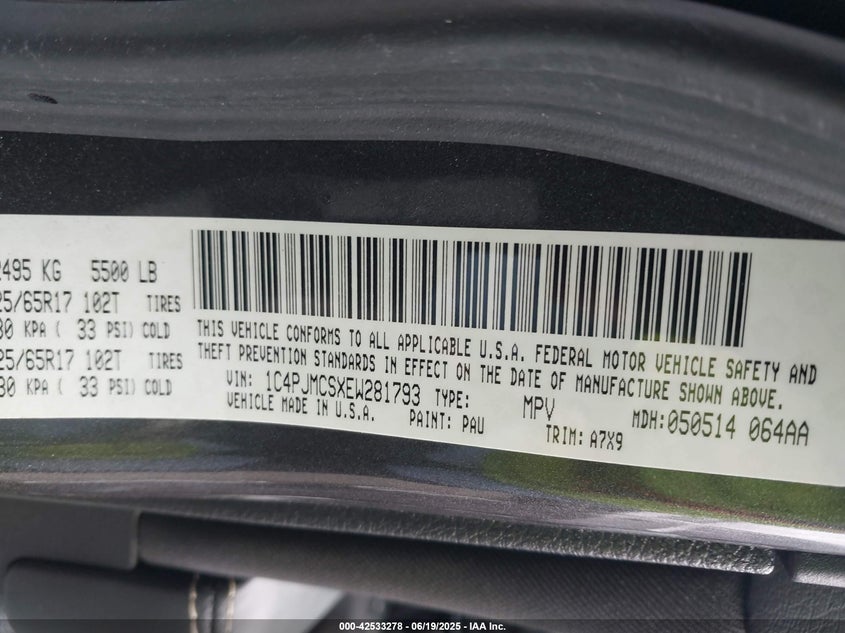 2495 KG 5500 LB
25/65R17 102T TIRES
30 KPA ( 33 PSI) COLD
25/65R17 102T TIRES
30 KPA ( 33 PSI) COLD
THIS VEHICLE CONFORMS TO ALL APPLICABLE U.S.A. FEDERAL MOTOR VEHICLE SAFETY AND
THEFT PREVENTION STANDARDS IN EFFECT ON THE DATE OF MANUFACTURE SHOWN ABOVE.
VIN: 1C4PJMCSXEW281793 TYPE: MPV MDH:050514 064AA
VEHICLE MADE IN U.S.A. PAINT: PAU TRIM: A7X9
000-42533278 - 06/19/2025 - IAA Inc.